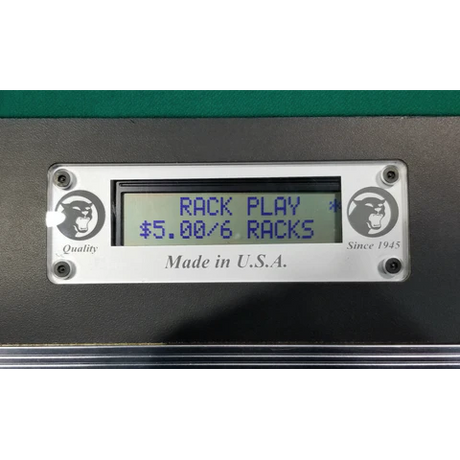 RACK PLAY *
$5.00/6 RACKS
Quality
Since 1945
Made in U.S.A.